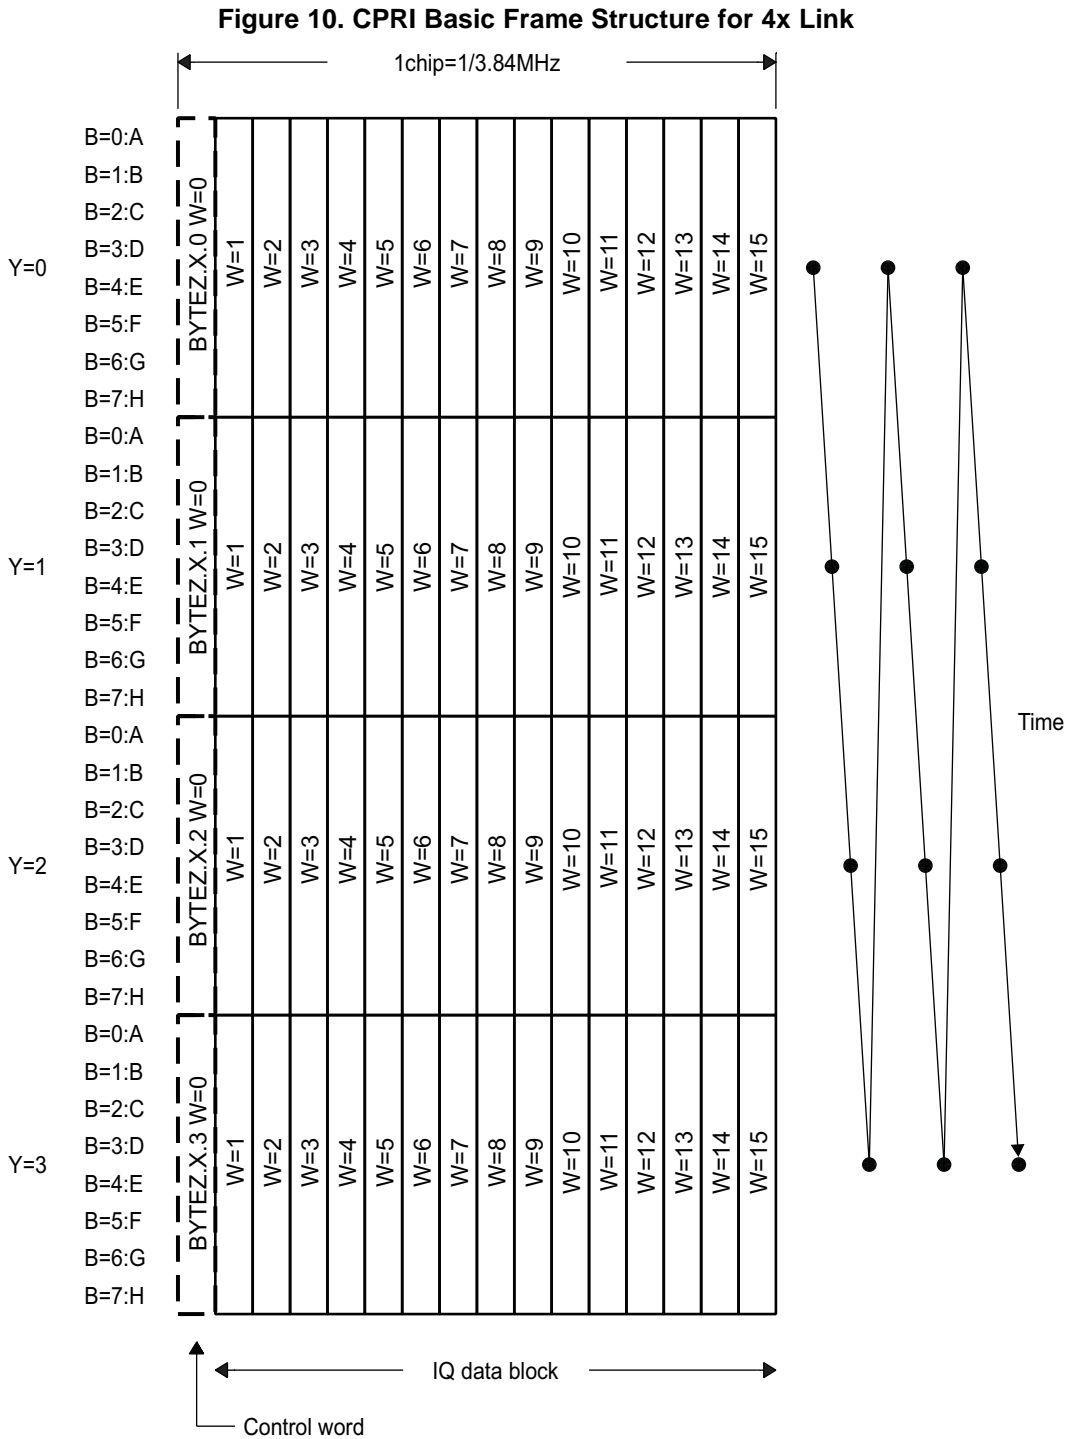 Figure 10. CPRI Basic Frame Structure for 4x Link
1chip=1/3.84MHz
Y=0
B=0:A
B=1:B
B=2:C
B=3:D
B=4:E
B=5:F
B=6:G
B=7:H
BYTEZ.X.0 W=0
W=1
W=2
W=3
W=4
W=5
W=6
W=7
W=8
W=9
W=10
W=11
W=12
W=13
W=14
W=15
Y=1
B=0:A
B=1:B
B=2:C
B=3:D
B=4:E
B=5:F
B=6:G
B=7:H
BYTEZ.X.1 W=0
W=1
W=2
W=3
W=4
W=5
W=6
W=7
W=8
W=9
W=10
W=11
W=12
W=13
W=14
W=15
Y=2
B=0:A
B=1:B
B=2:C
B=3:D
B=4:E
B=5:F
B=6:G
B=7:H
BYTEZ.X.2 W=0
W=1
W=2
W=3
W=4
W=5
W=6
W=7
W=8
W=9
W=10
W=11
W=12
W=13
W=14
W=15
Time
Y=3
B=0:A
B=1:B
B=2:C
B=3:D
B=4:E
B=5:F
B=6:G
B=7:H
BYTEZ.X.3 W=0
W=1
W=2
W=3
W=4
W=5
W=6
W=7
W=8
W=9
W=10
W=11
W=12
W=13
W=14
W=15
IQ data block
Control word